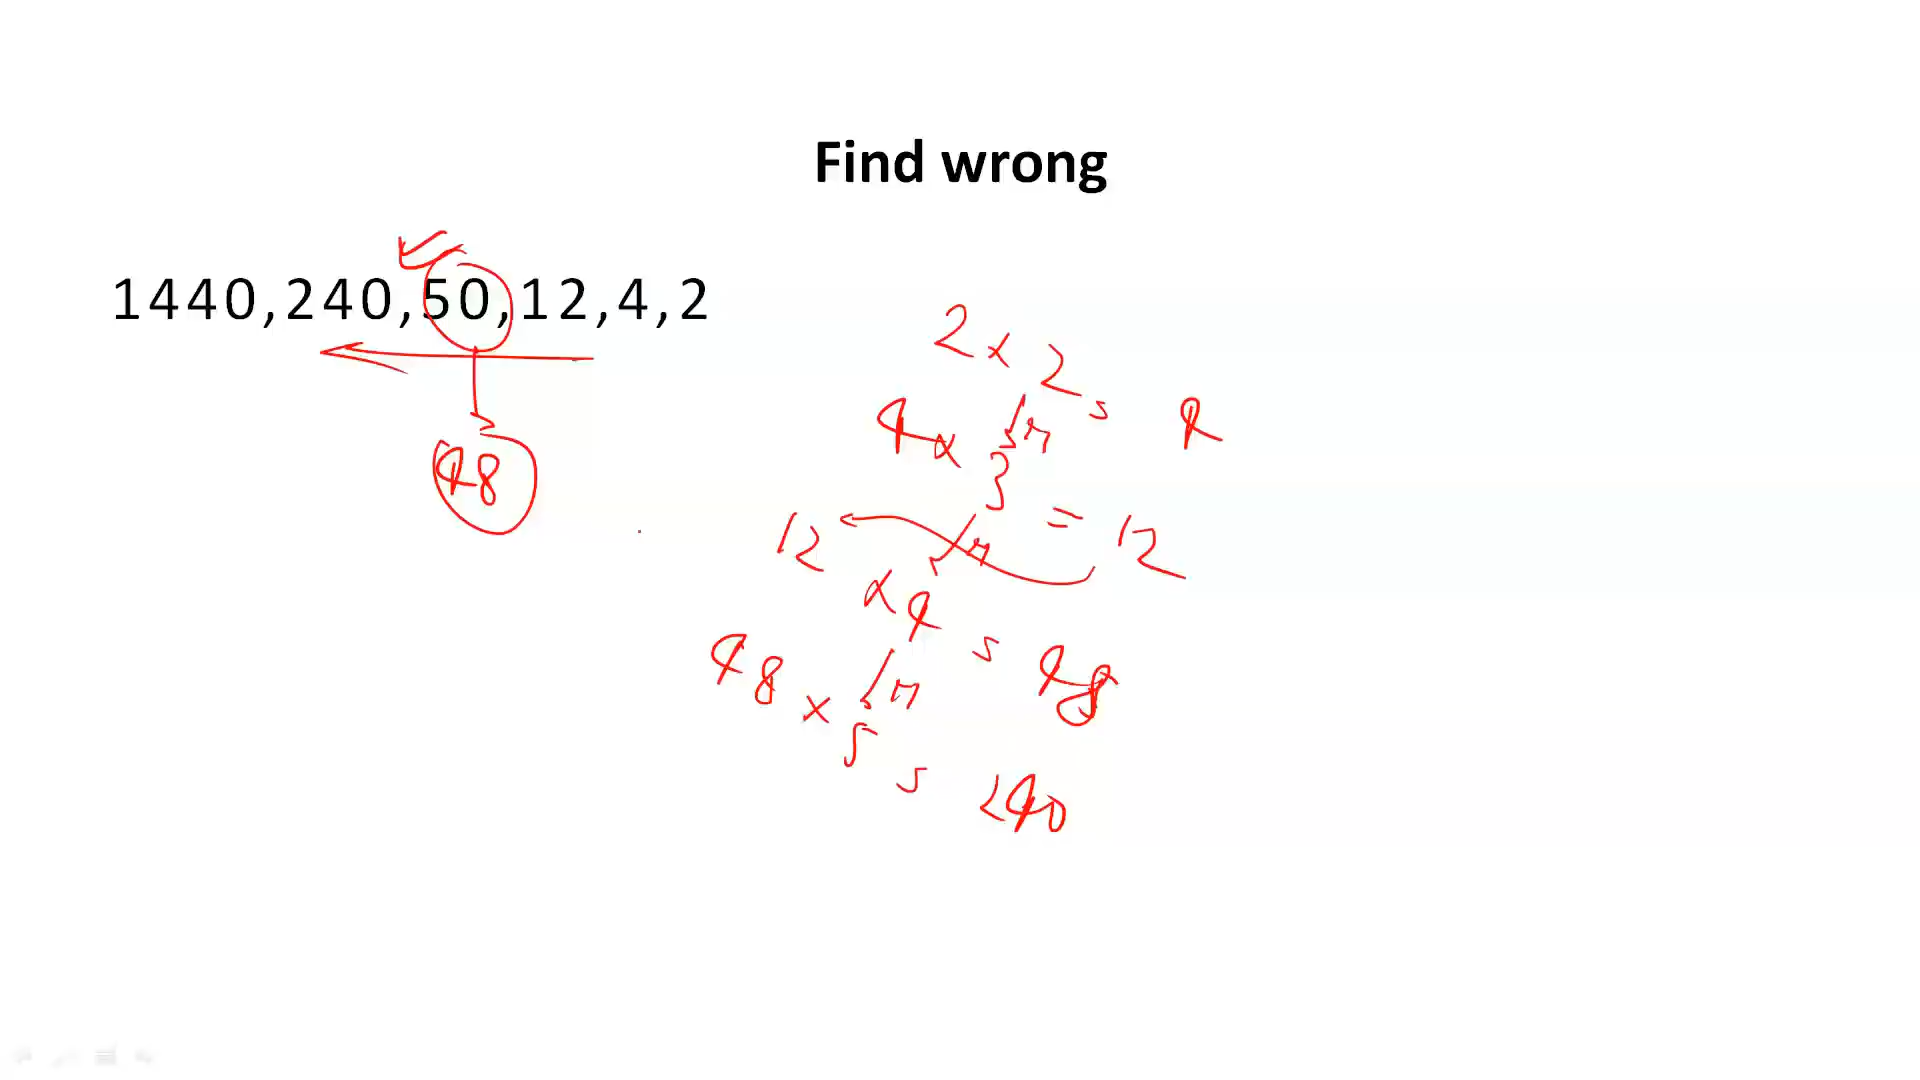 Find wrong
1440,240,50,12,4,2
48
2 x 2 = 4
4 x 3 = 12
12 x 4 = 48
48 x 5 = 240